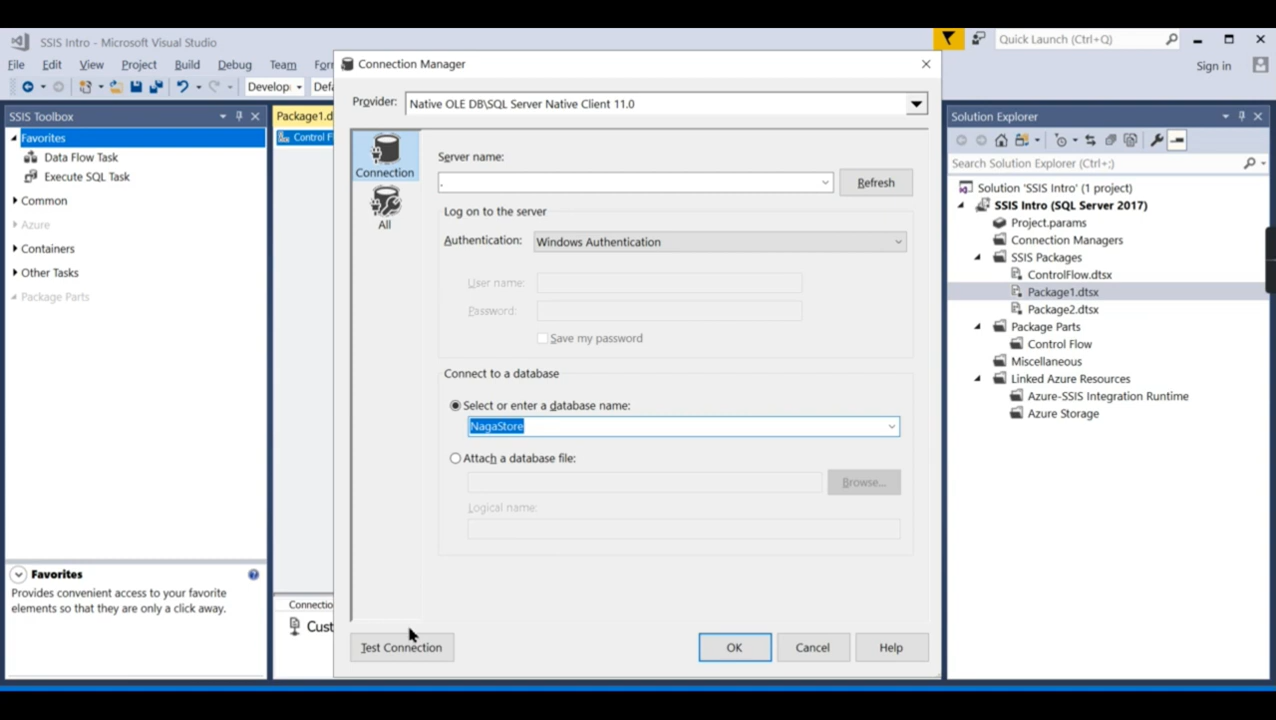 SSIS Intro - Microsoft Visual Studio
Quick Launch (Ctrl+Q)
File Edit View Project Build Debug Team
Sign in
Develop
SSIS Toolbox
Favorites
Data Flow Task
Execute SQL Task
Common
Azure
Containers
Other Tasks
Package Parts
Favorites
Provides convenient access to your favorite
elements so that they are only a click away.
Package1.d
Control F
Connectio
Cust
Connection Manager
Provider: Native OLE DB\SQL Server Native Client 11.0
Connection
All
Server name:
.
Refresh
Log on to the server
Authentication: Windows Authentication
User name:
Password:
Save my password
Connect to a database
Select or enter a database name:
NagaStore
Attach a database file:
Browse...
Logical name:
Test Connection
OK
Cancel
Help
Solution Explorer
Search Solution Explorer (Ctrl+;)
Solution 'SSIS Intro' (1 project)
SSIS Intro (SQL Server 2017)
Project.params
Connection Managers
SSIS Packages
ControlFlow.dtsx
Package1.dtsx
Package2.dtsx
Package Parts
Control Flow
Miscellaneous
Linked Azure Resources
Azure-SSIS Integration Runtime
Azure Storage